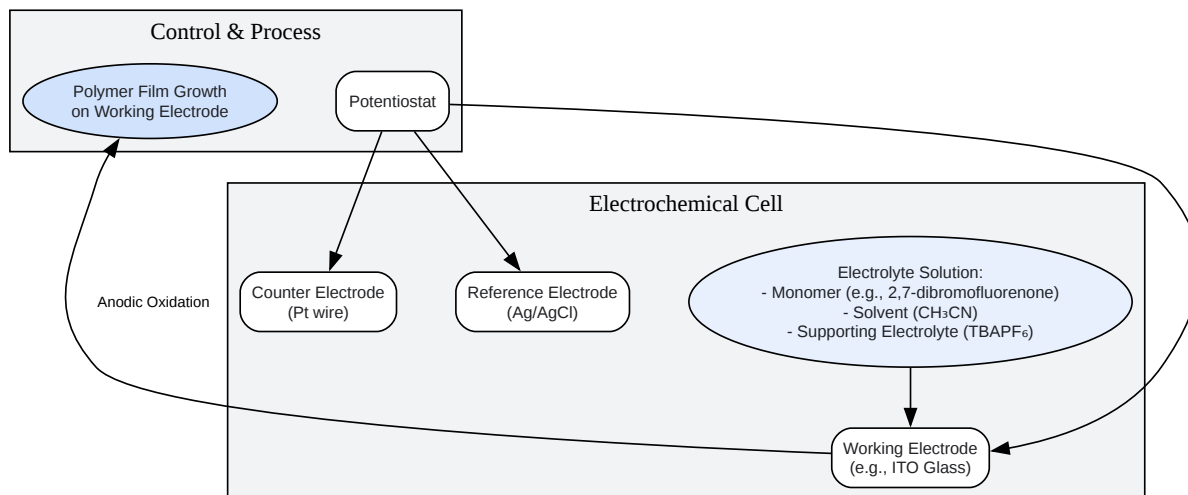 Control & Process
Polymer Film Growth
on Working Electrode
Potentiostat
Electrochemical Cell
Anodic Oxidation
Counter Electrode
(Pt wire)
Reference Electrode
(Ag/AgCl)
Electrolyte Solution:
- Monomer (e.g., 2,7-dibromofluorenone)
- Solvent (CH₃CN)
- Supporting Electrolyte (TBAPF₆)
Working Electrode
(e.g., ITO Glass)